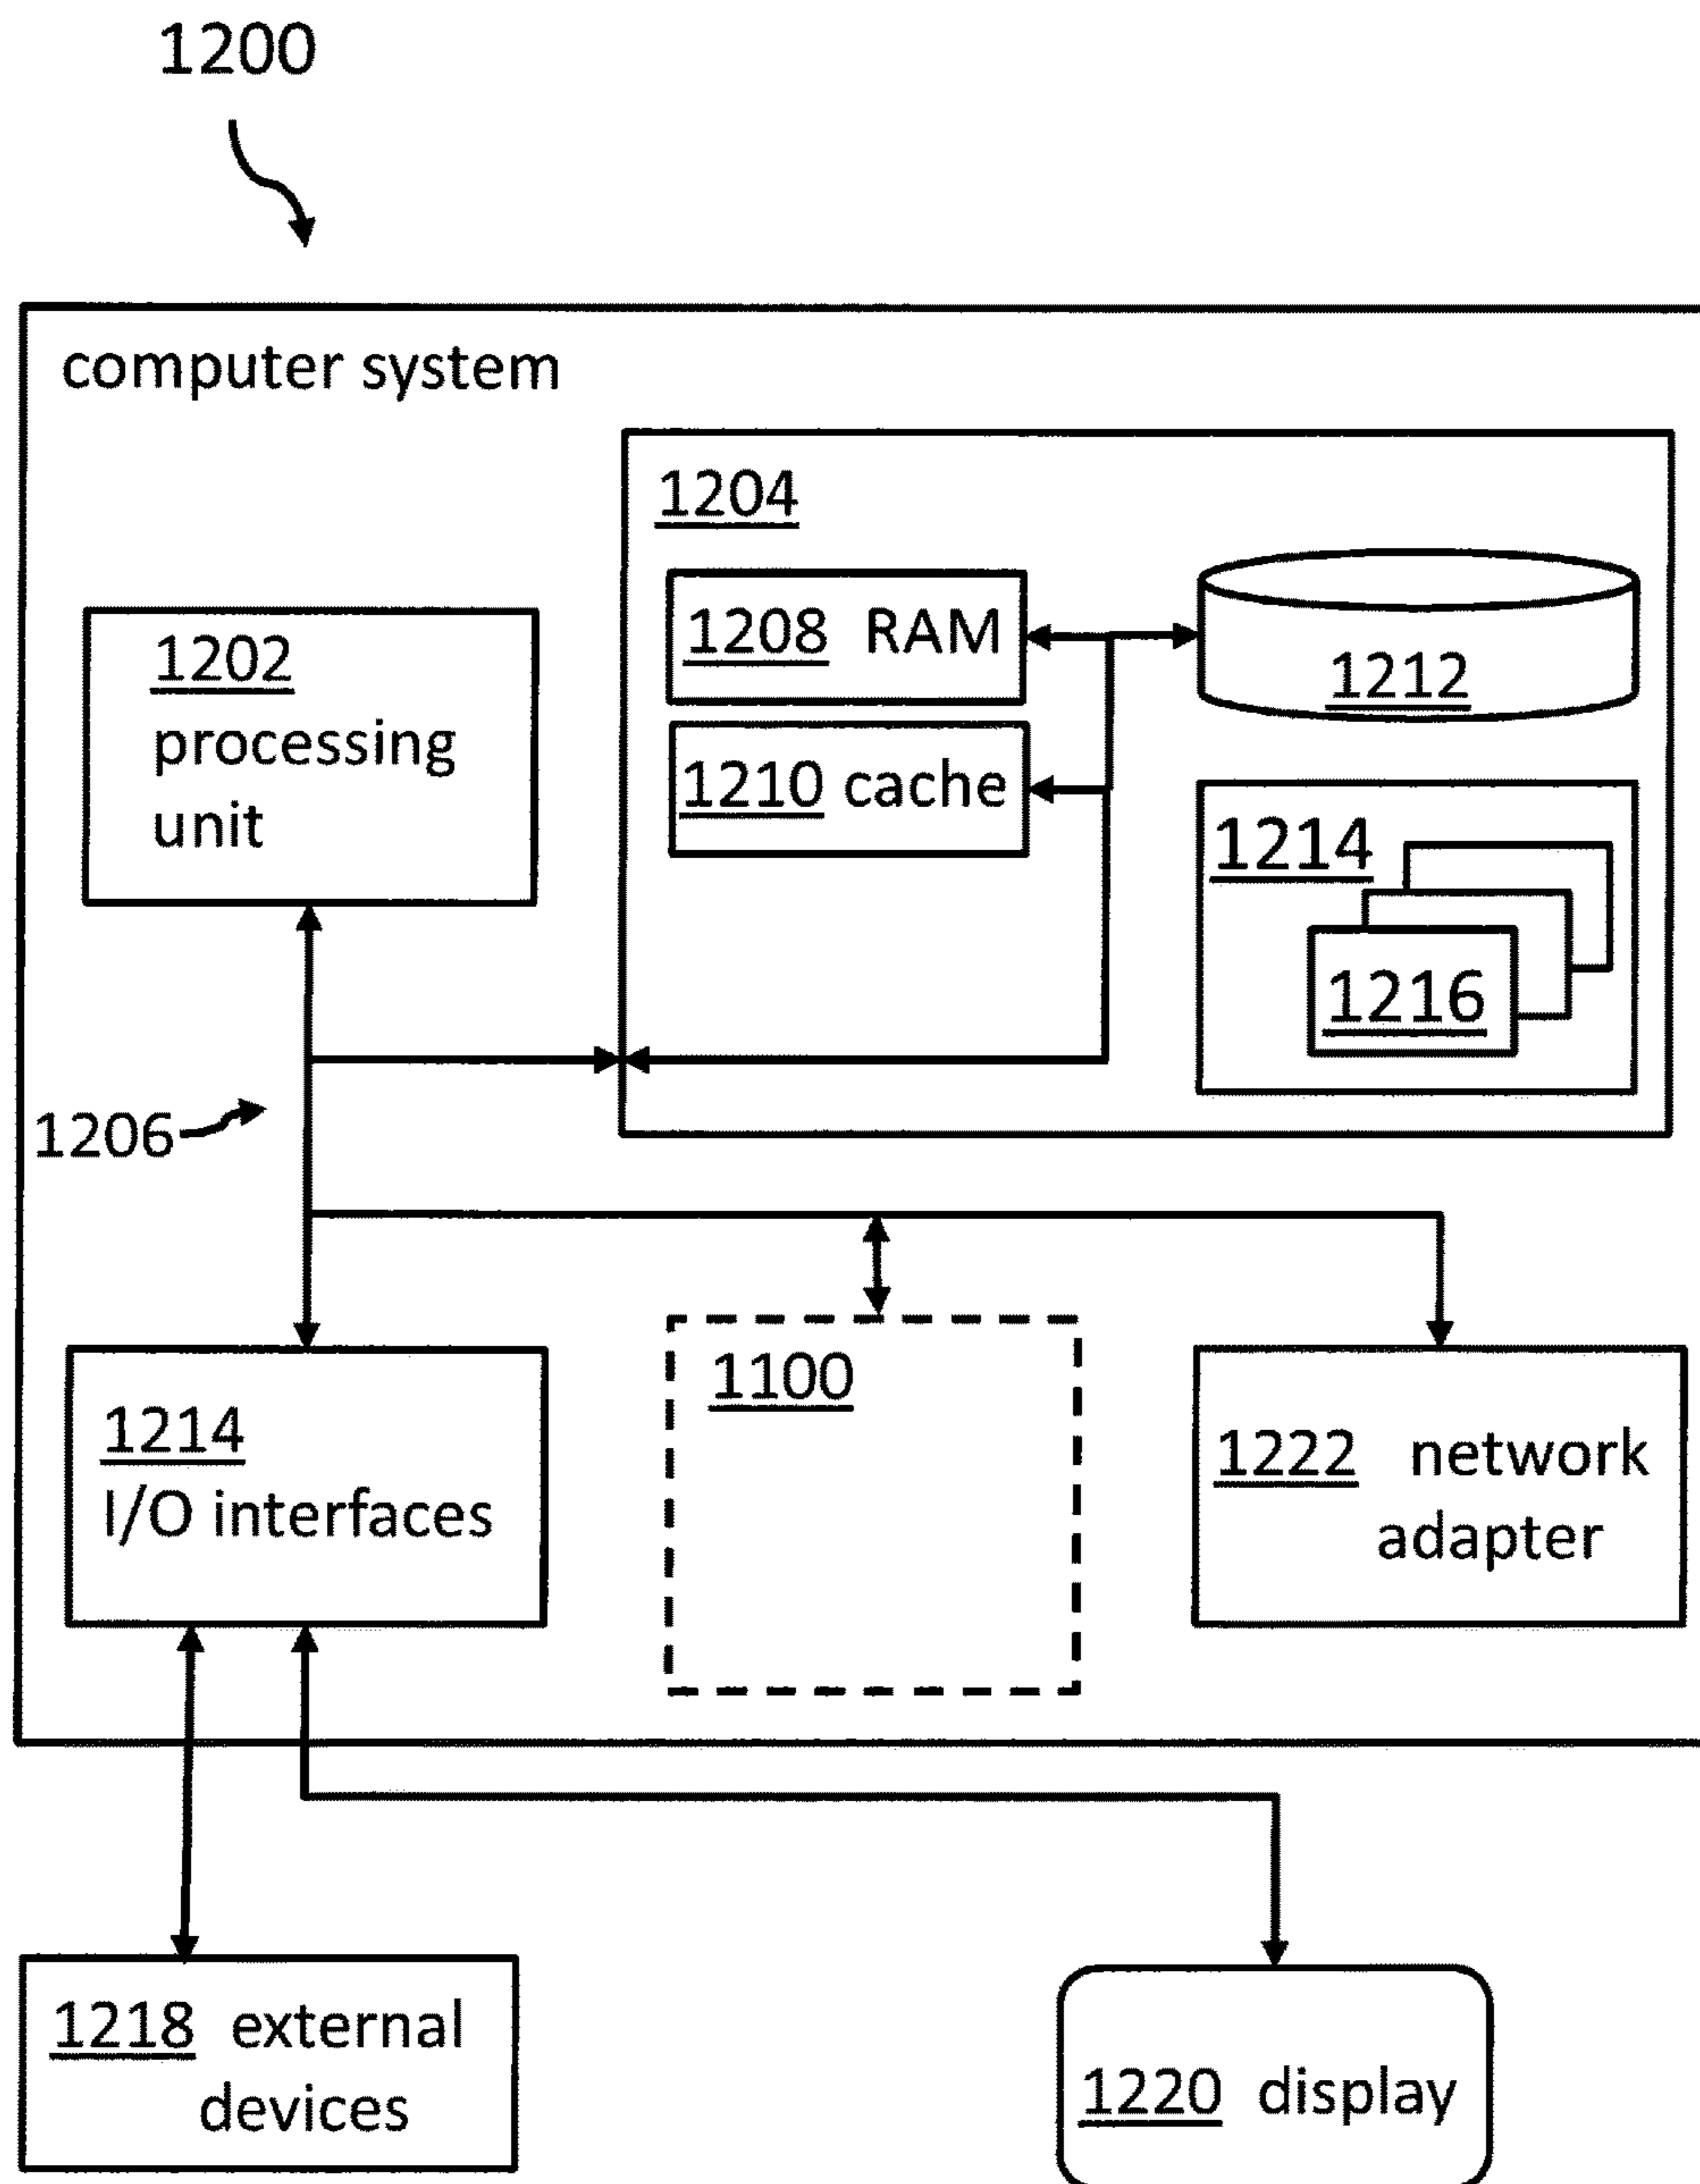 1200
computer system
1204
1208 RAM
1212
1202
processing
unit
1210 cache
1214
1216
1206
1100
1214
I/O interfaces
1222 network
adapter
1218 external
devices
1220 display